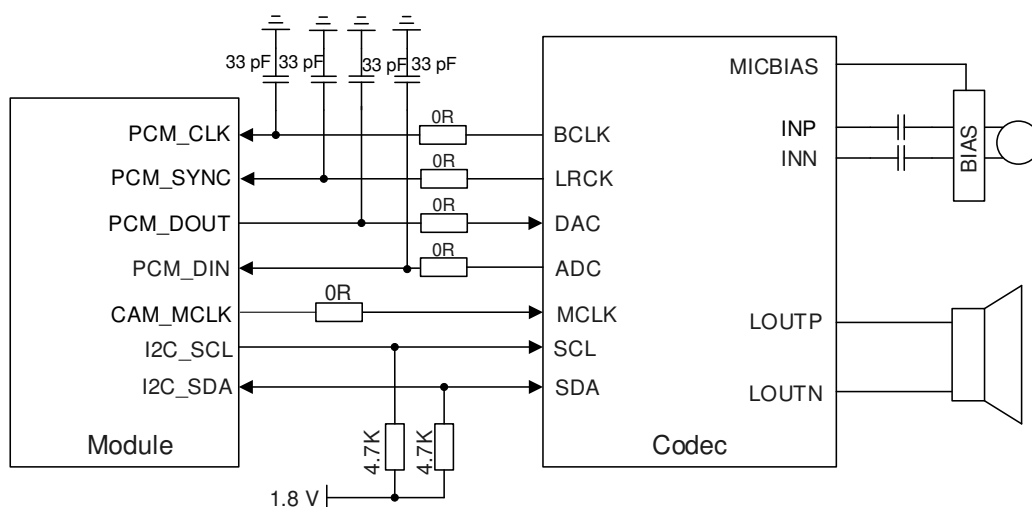 33 pF 33 pF 33 pF 33 pF
PCM_CLK
PCM_SYNC
PCM_DOUT
PCM_DIN
CAM_MCLK
I2C_SCL
I2C_SDA
Module
0R
0R
0R
0R
0R
4.7K
4.7K
1.8 V
BCLK
LRCK
DAC
ADC
MCLK
SCL
SDA
Codec
MICBIAS
INP
INN
LOUTP
LOUTN
BIAS